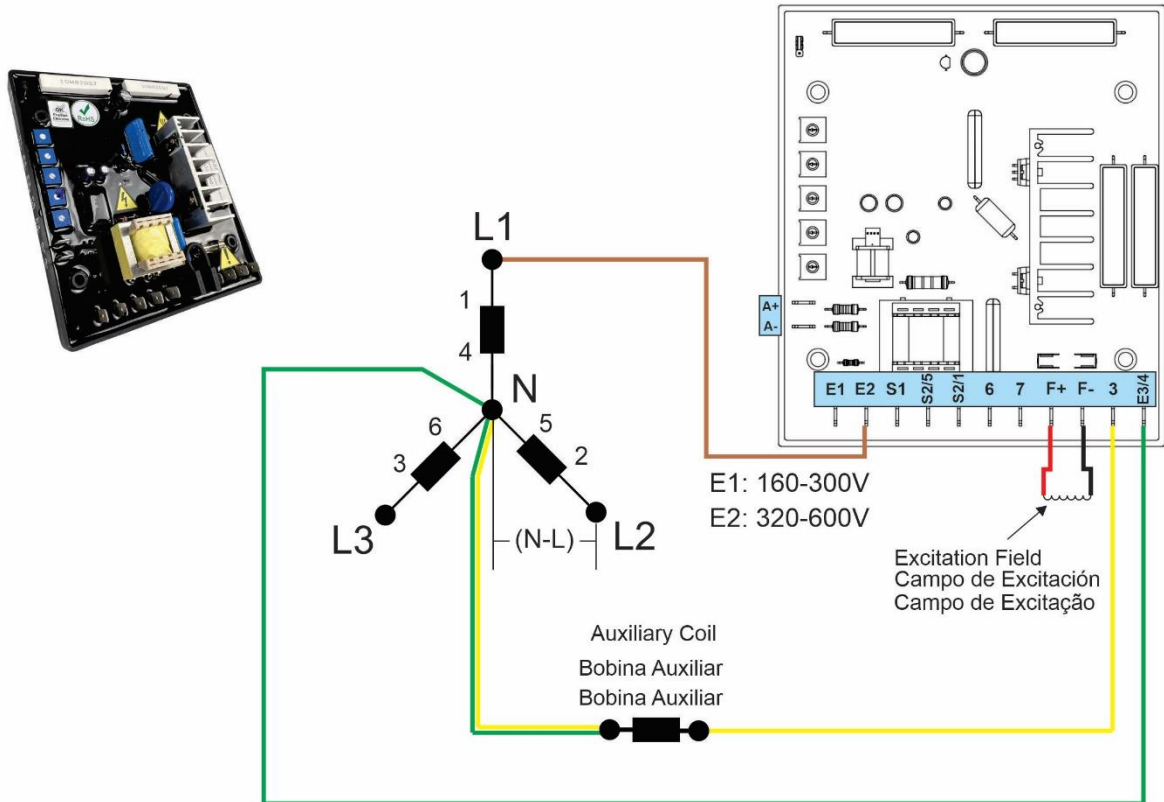 RoHS
L1
1
4
N
6
5
3
2
L3
L2
(N-L)
A+
A-
E1 E2 S1 S2/5 S2/1 6 7 F+ F- 3 E3/4
E1: 160-300V
E2: 320-600V
Excitation Field
Campo de Excitación
Campo de Excitação
Auxiliary Coil
Bobina Auxiliar
Bobina Auxiliar